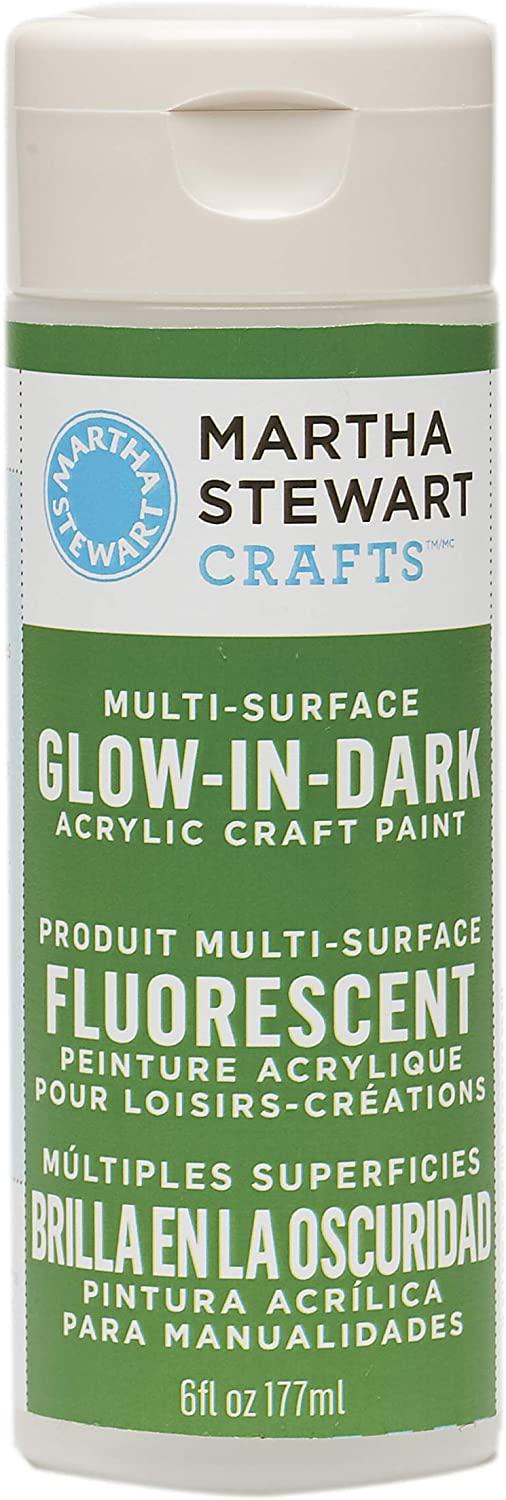 MARTHA STEWART
MARTHA
STEWART
CRAFTS™/MC
MULTI-SURFACE
GLOW-IN-DARK
ACRYLIC CRAFT PAINT
PRODUIT MULTI-SURFACE
FLUORESCENT
PEINTURE ACRYLIQUE
POUR LOISIRS-CRÉATIONS
MÚLTIPLES SUPERFICIES
BRILLA EN LA OSCURIDAD
PINTURA ACRÍLICA
PARA MANUALIDADES
6fl oz 177ml